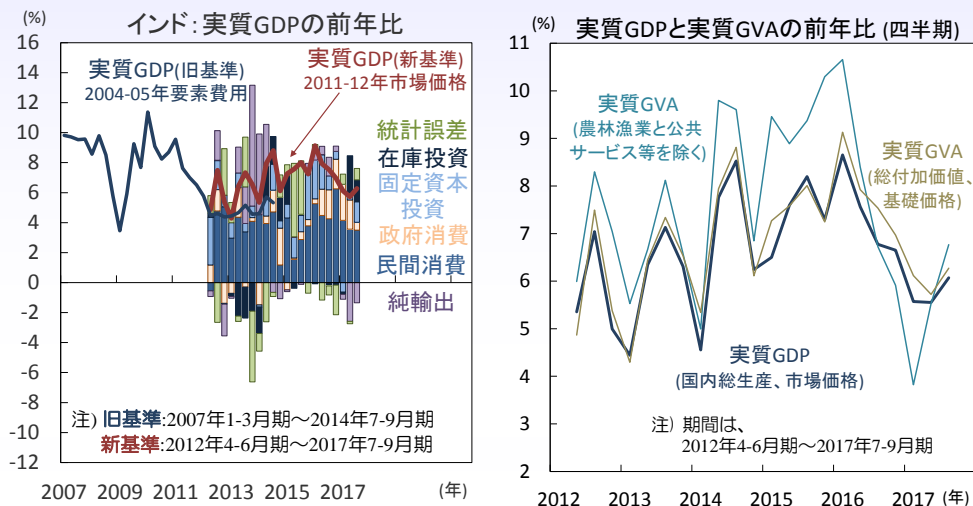 インド：実質GDPの前年比
(%)
16
14
12
10
8
6
4
2
0
-2
-4
-6
-8
-10
-12
実質GDP(旧基準)
2004-05年要素費用
実質GDP(新基準)
2011-12年市場価格
統計誤差
在庫投資
固定資本
投資
政府消費
民間消費
純輸出
注) 旧基準:2007年1-3月期～2014年7-9月期
新基準:2012年4-6月期～2017年7-9月期
2007 2009 2011 2013 2015 2017 (年)
実質GDPと実質GVAの前年比 (四半期)
(%)
11
10
9
8
7
6
5
4
3
2
実質GVA
(農林漁業と公共
サービス等を除く)
実質GVA
(総付加価値、
基礎価格)
実質GDP
(国内総生産、市場価格)
注) 期間は、
2012年4-6月期～2017年7-9月期
2012 2013 2014 2015 2016 2017 (年)